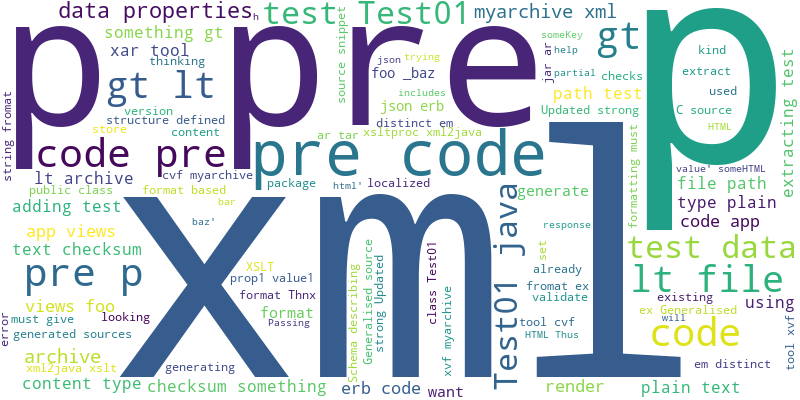 data properties
h
test Test01
myarchive xml
p
pre
p
something gt
xar tool
thinking
gt lt
version
structure defined
store
content
source snippet
json
trying
foo _baz
includes
json erb
distinct em
ar tar
xsltproc xml2java
someKey
jar ar
help
partial
checks
gt
kind
extract
used
path test
Updated strong
C source
HTML
extracting test
string fromat
code pre
pre code
lt archive
cvf myarchive
package
html'
localized
value' someHTML
file path
formatting must
public class
format based
bar
generate
type plain
adding test
baz'
code app
xml
app views
text checksum
response
set
Test01 java
test data
pre p
XSLT
prop1 value1
already
fromat ex
validate
lt file
views foo
format Thnx
Passing
format
Schema describing
Generalised source
strong Updated
class Test01
xvf myarchive
existing
using
ex Generalised
will
must give
looking
generated sources
error
tool cvf
HTML Thus
code
tool xvf
archive
xml2java xslt
generating
em distinct
content type
checksum something
erb code
want
render
plain text